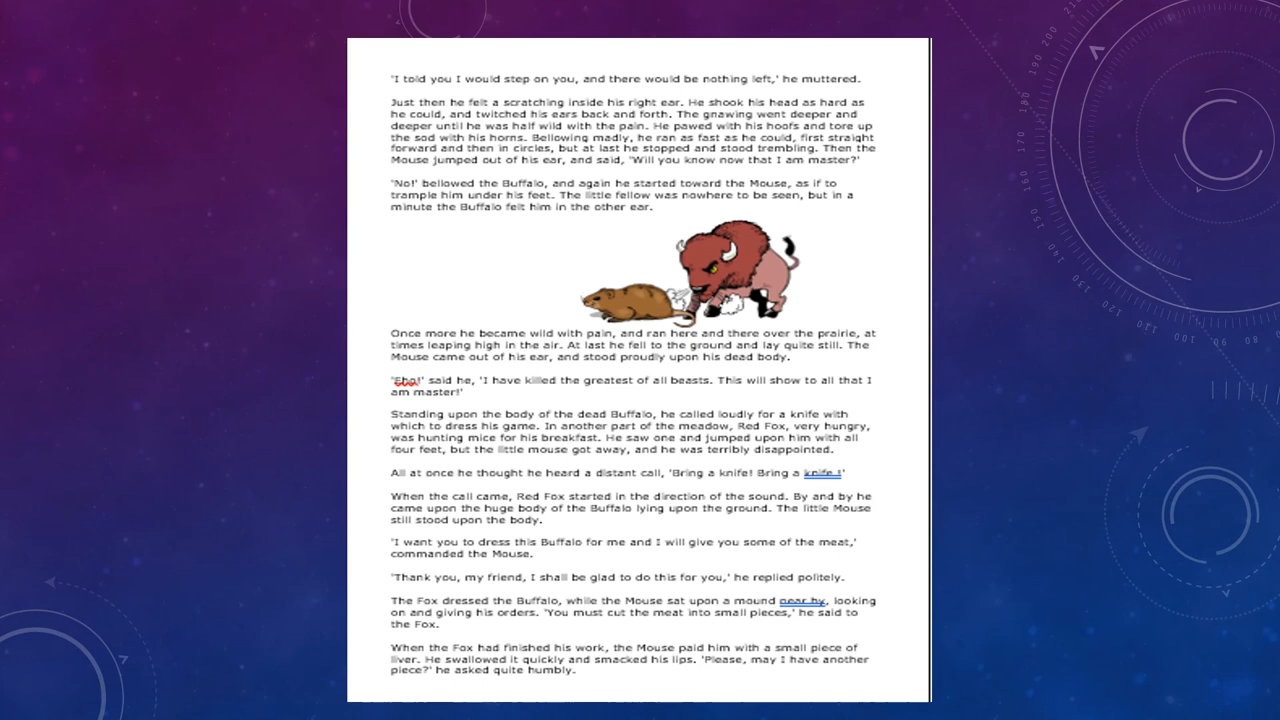 'I told you I would step on you, and there would be nothing left,' he muttered.
Just then he felt a scratching inside his right ear. He shook his head as hard as
he could, and twitched his ears back and forth. The gnawing went deeper and
deeper until he was half wild with the pain. He pawed with his hoofs and tore up
the sod with his horns. Bellowing madly, he ran as fast as he could, first straight
forward and then in circles, but at last he stopped and stood trembling. Then the
Mouse jumped out of his ear, and said, 'Will you know now that I am master?'
'No!' bellowed the Buffalo, and again he started toward the Mouse, as if to
trample him under his feet. The little fellow was nowhere to be seen, but in a
minute the Buffalo felt him in the other ear.
Once more he became wild with pain, and ran here and there over the prairie, at
times leaping high in the air. At last he fell to the ground and lay quite still. The
Mouse came out of his ear, and stood proudly upon his dead body.
'Eho!' said he, 'I have killed the greatest of all beasts. This will show to all that I
am master!'
Standing upon the body of the dead Buffalo, he called loudly for a knife with
which to dress his game. In another part of the meadow, Red Fox, very hungry,
was hunting mice for his breakfast. He saw one and jumped upon him with all
four feet, but the little mouse got away, and he was terribly disappointed.
All at once he thought he heard a distant call, 'Bring a knife! Bring a knife !'
When the call came, Red Fox started in the direction of the sound. By and by he
came upon the huge body of the Buffalo lying upon the ground. The little Mouse
still stood upon the body.
'I want you to dress this Buffalo for me and I will give you some of the meat,'
commanded the Mouse.
'Thank you, my friend, I shall be glad to do this for you,' he replied politely.
The Fox dressed the Buffalo, while the Mouse sat upon a mound near by, looking
on and giving his orders. 'You must cut the meat into small pieces,' he said to
the Fox.
When the Fox had finished his work, the Mouse paid him with a small piece of
liver. He swallowed it quickly and smacked his lips. 'Please, may I have another
piece?' he asked quite humbly.
210
200
190
180
170
160
150
140
130
120
110
100
90
80